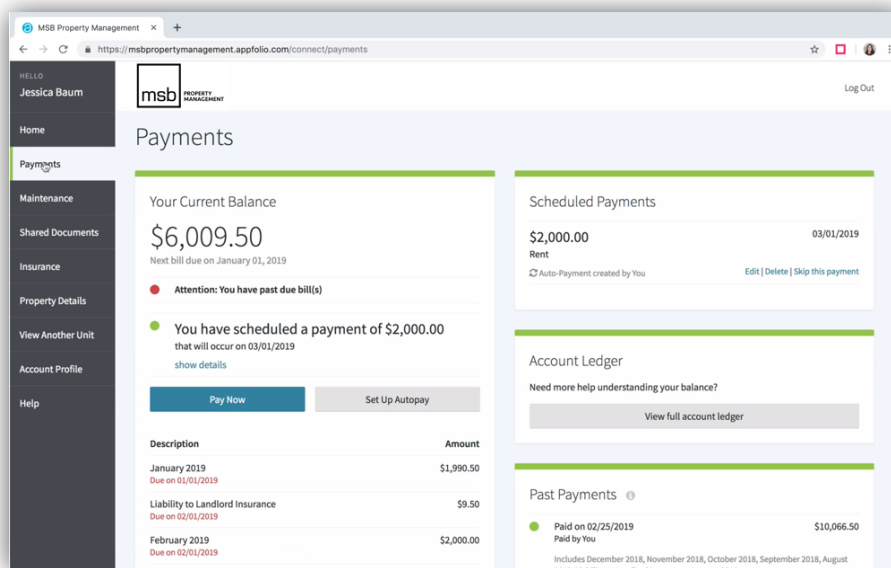 MSB Property Management
https://msbpropertymanagement.appfolio.com/connect/payments
HELLO
Jessica Baum
Home
Payments
Maintenance
Shared Documents
Insurance
Property Details
View Another Unit
Account Profile
Help
msb PROPERTY
MANAGEMENT
Log Out
Payments
Your Current Balance
$6,009.50
Next bill due on January 01, 2019
Attention: You have past due bill(s)
You have scheduled a payment of $2,000.00
that will occur on 03/01/2019
show details
Pay Now
Set Up Autopay
Description Amount
January 2019 $1,990.50
Due on 01/01/2019
Liability to Landlord Insurance $9.50
Due on 02/01/2019
February 2019 $2,000.00
Due on 02/01/2019
Scheduled Payments
$2,000.00 03/01/2019
Rent
Auto-Payment created by You Edit | Delete | Skip this payment
Account Ledger
Need more help understanding your balance?
View full account ledger
Past Payments
Paid on 02/25/2019 $10,066.50
Paid by You
Includes December 2018, November 2018, October 2018, September 2018, August